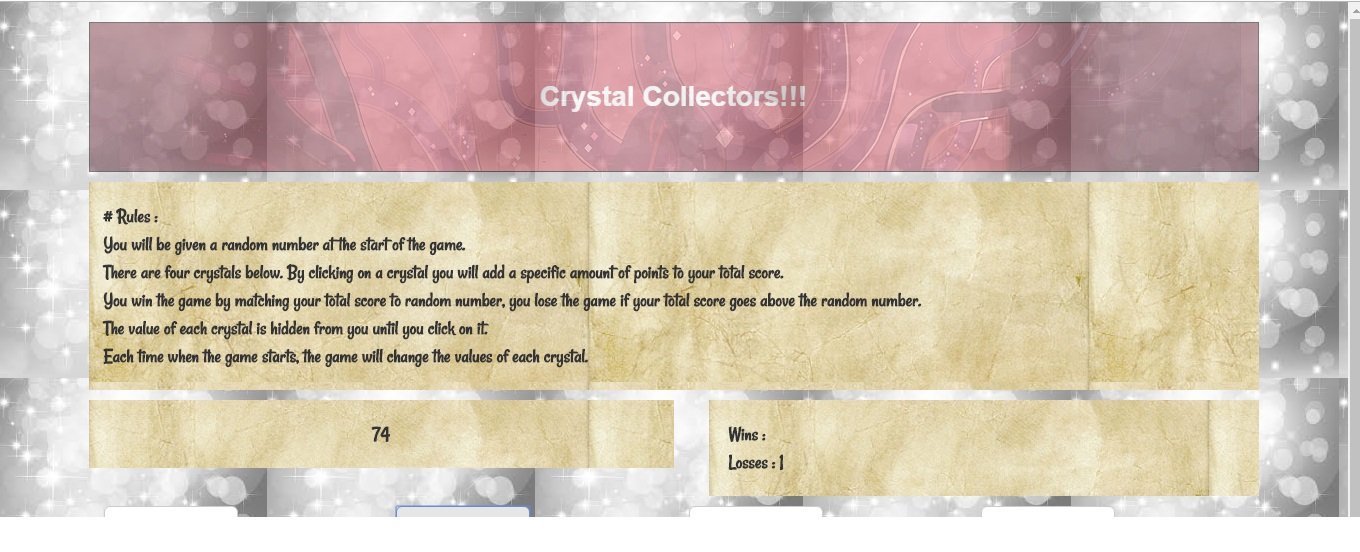 Crystal Collectors!!!
# Rules :
You will be given a random number at the start of the game.
There are four crystals below. By clicking on a crystal you will add a specific amount of points to your total score.
You win the game by matching your total score to random number, you lose the game if your total score goes above the random number.
The value of each crystal is hidden from you until you click on it.
Each time when the game starts, the game will change the values of each crystal.
74
Wins :
Losses : 1